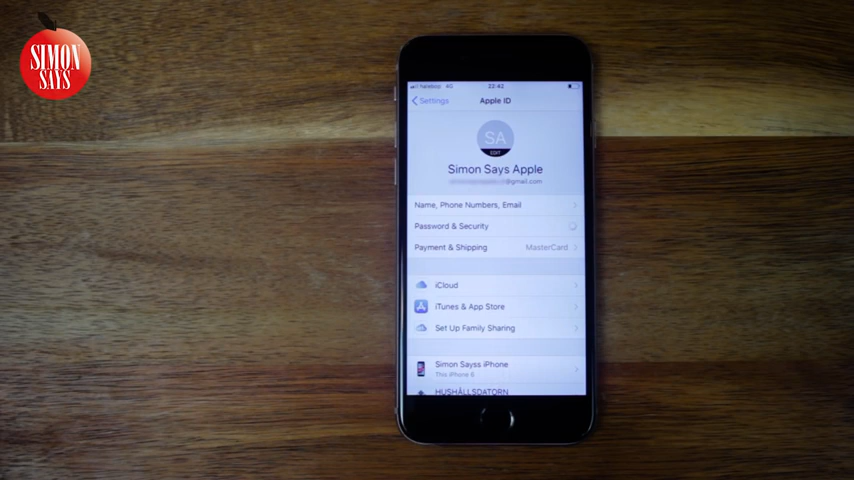 SIMON
SAYS
4G
22:42
Settings
Apple ID
SA
EDIT
Simon Says Apple
@gmail.com
Name, Phone Numbers, Email
Password & Security
Payment & Shipping
MasterCard
iCloud
iTunes & App Store
Set Up Family Sharing
Simon Sayss iPhone
This iPhone 6
HUSHÅLLSDATORN